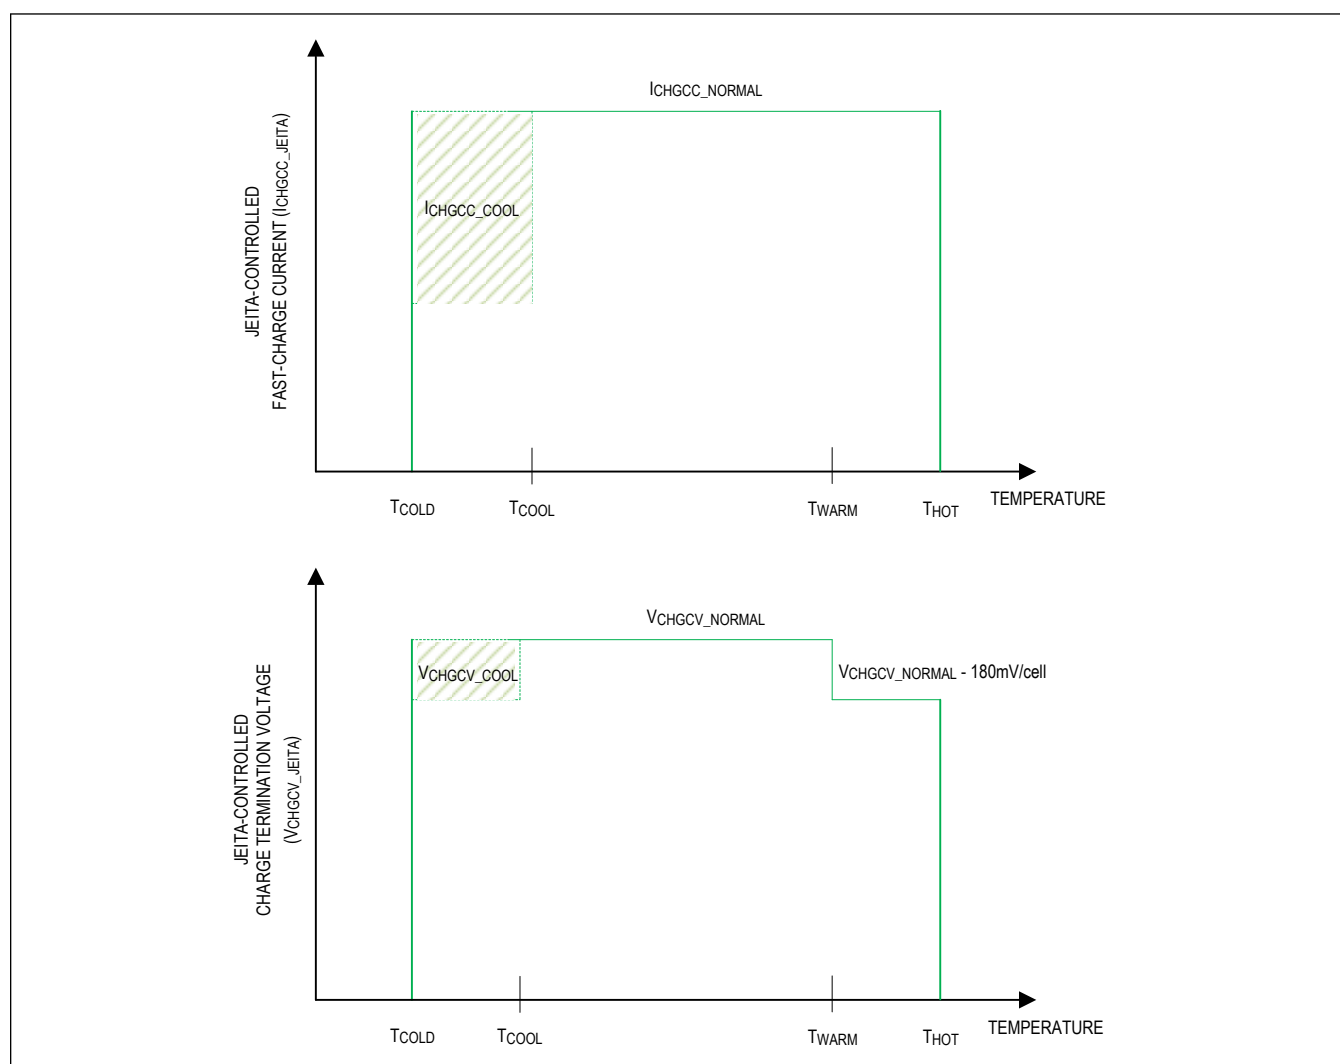 ICHGCC_NORMAL
JEITA-CONTROLLED
FAST-CHARGE CURRENT (ICHGCC_JEITA)
ICHGCC_COOL
TCOLD
TCOOL
TWARM
THOT
TEMPERATURE
VCHGCV_NORMAL
JEITA-CONTROLLED
CHARGE TERMINATION VOLTAGE
(VCHGCV_JEITA)
VCHGCV_COOL
VCHGCV_NORMAL - 180mV/cell
TCOLD
TCOOL
TWARM
THOT
TEMPERATURE